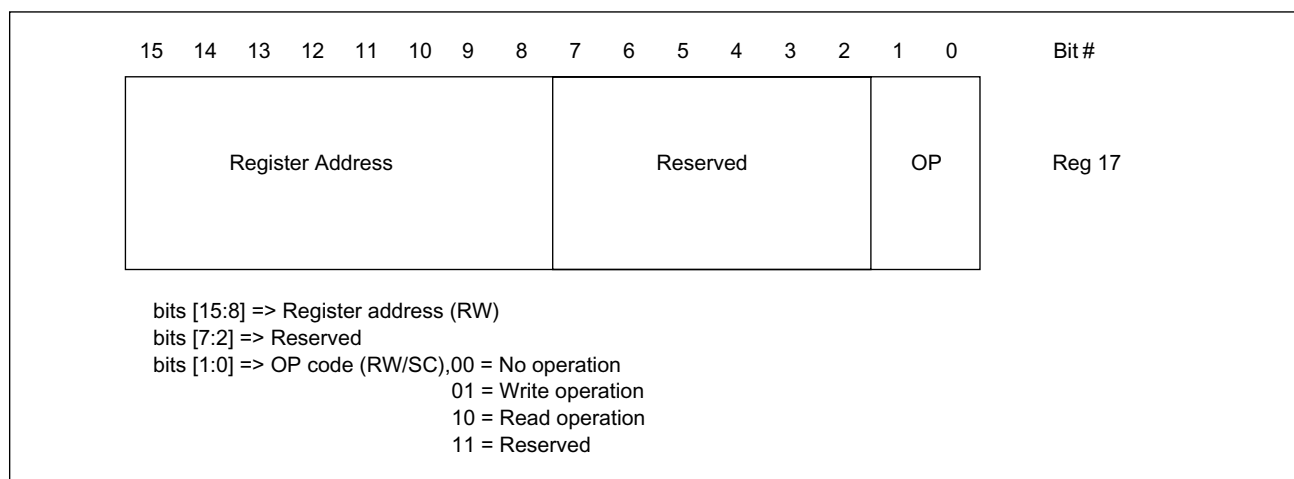 15 14 13 12 11 10 9 8 7 6 5 4 3 2 1 0 Bit #
Register Address Reserved OP Reg 17
bits [15:8] => Register address (RW)
bits [7:2] => Reserved
bits [1:0] => OP code (RW/SC),00 = No operation
01 = Write operation
10 = Read operation
11 = Reserved